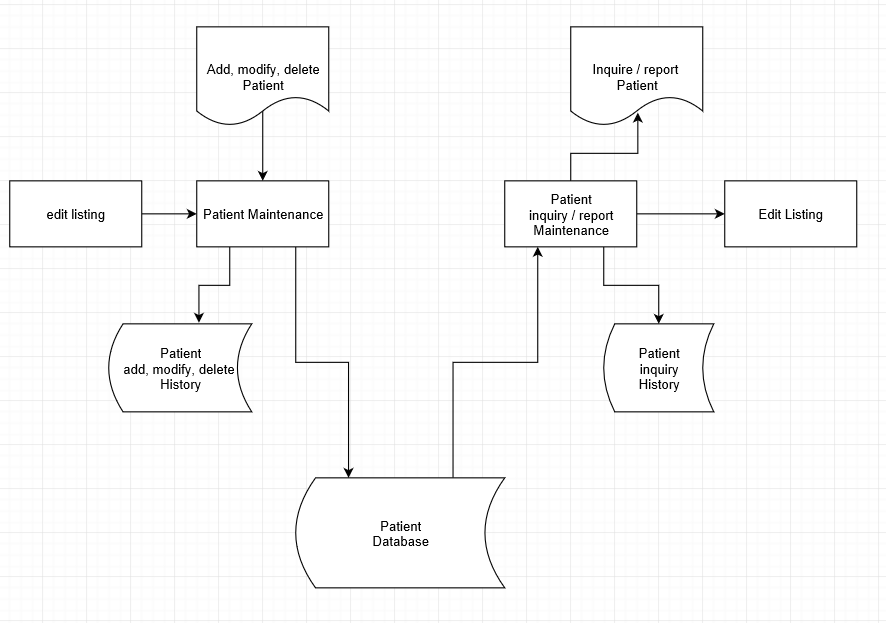 Add, modify, delete
Patient
Inquire / report
Patient
edit listing
Patient Maintenance
Patient
inquiry / report
Maintenance
Edit Listing
Patient
add, modify, delete
History
Patient
inquiry
History
Patient
Database